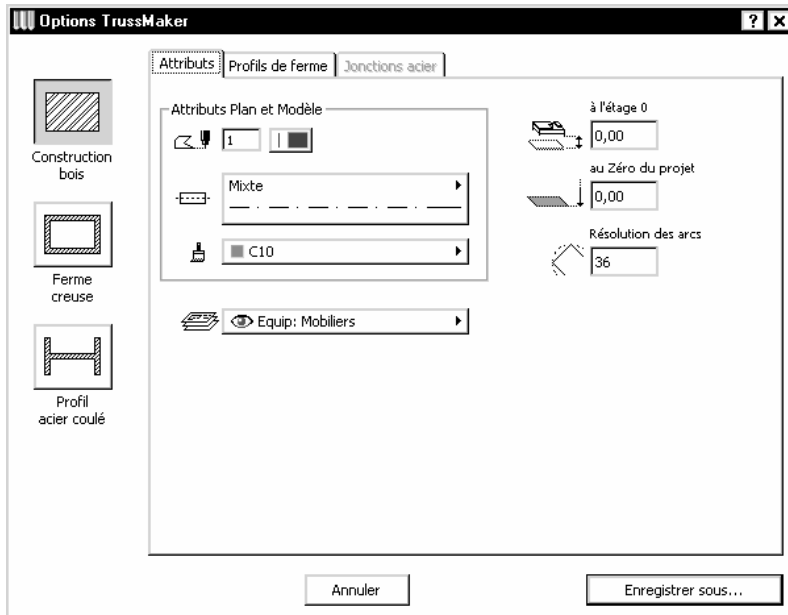 Options TrussMaker
Construction
bois
Ferme
creuse
Profil
acier coulé
Attributs
Profils de ferme
Jonctions acier
Attributs Plan et Modèle
1
Mixte
C10
Equip: Mobiliers
à l'étage 0
0,00
au Zéro du projet
0,00
Résolution des arcs
36
Annuler
Enregistrer sous...